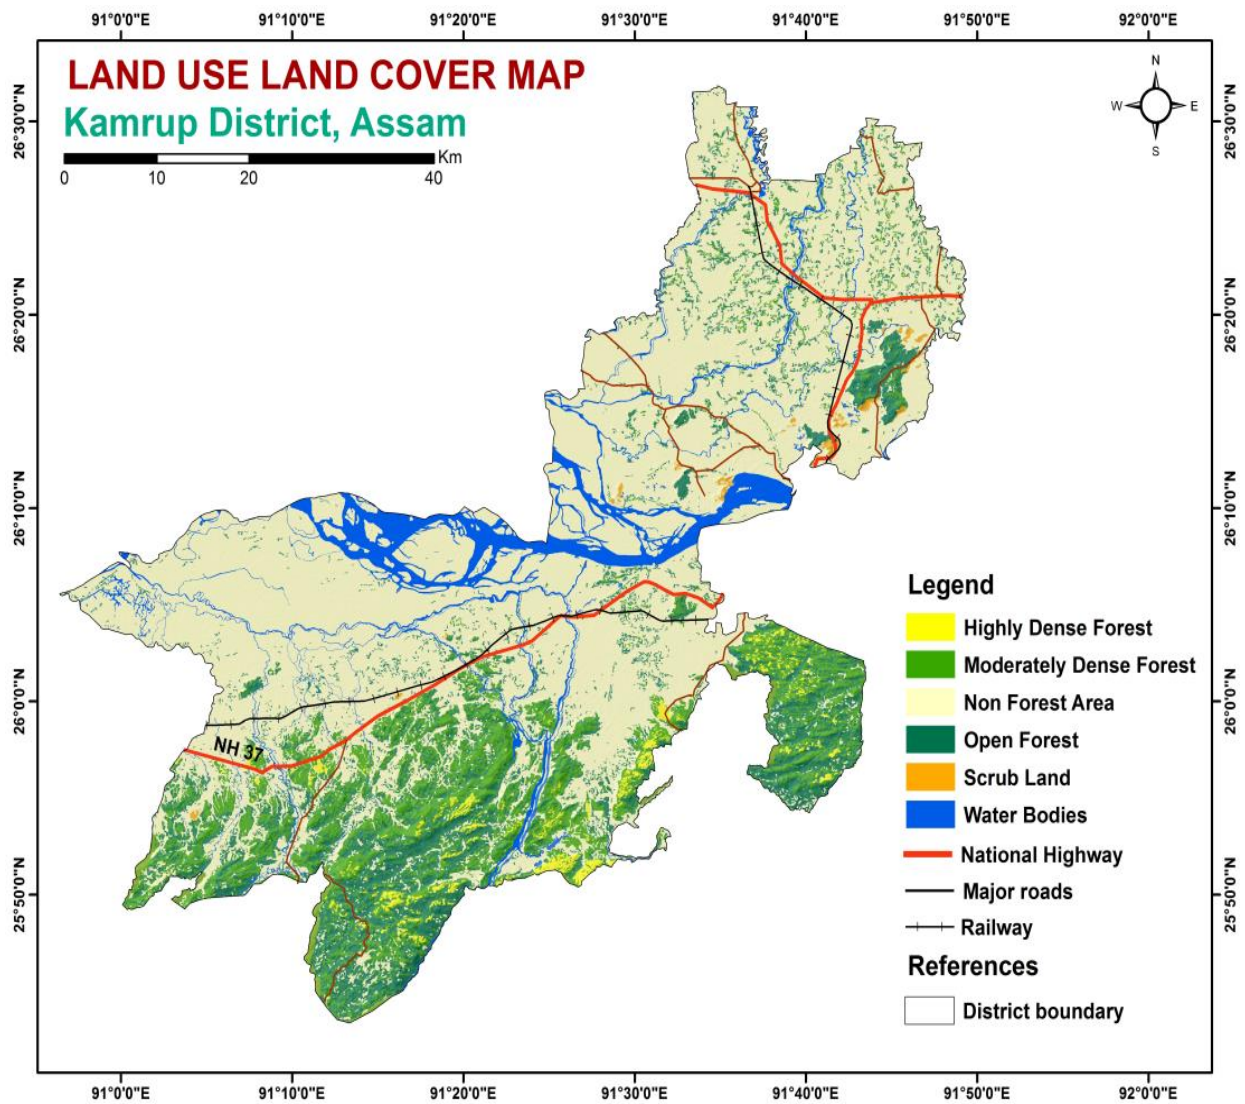 91°0'0"E 91°10'0"E 91°20'0"E 91°30'0"E 91°40'0"E 91°50'0"E 92°0'0"E
LAND USE LAND COVER MAP
Kamrup District, Assam
Km
0 10 20 40
N
W E
S
26°30'0"N 26°30'0"N
26°20'0"N 26°20'0"N
26°10'0"N 26°10'0"N
26°0'0"N 26°0'0"N
25°50'0"N 25°50'0"N
NH 37
Legend
Highly Dense Forest
Moderately Dense Forest
Non Forest Area
Open Forest
Scrub Land
Water Bodies
National Highway
Major roads
Railway
References
District boundary
91°0'0"E 91°10'0"E 91°20'0"E 91°30'0"E 91°40'0"E 91°50'0"E 92°0'0"E